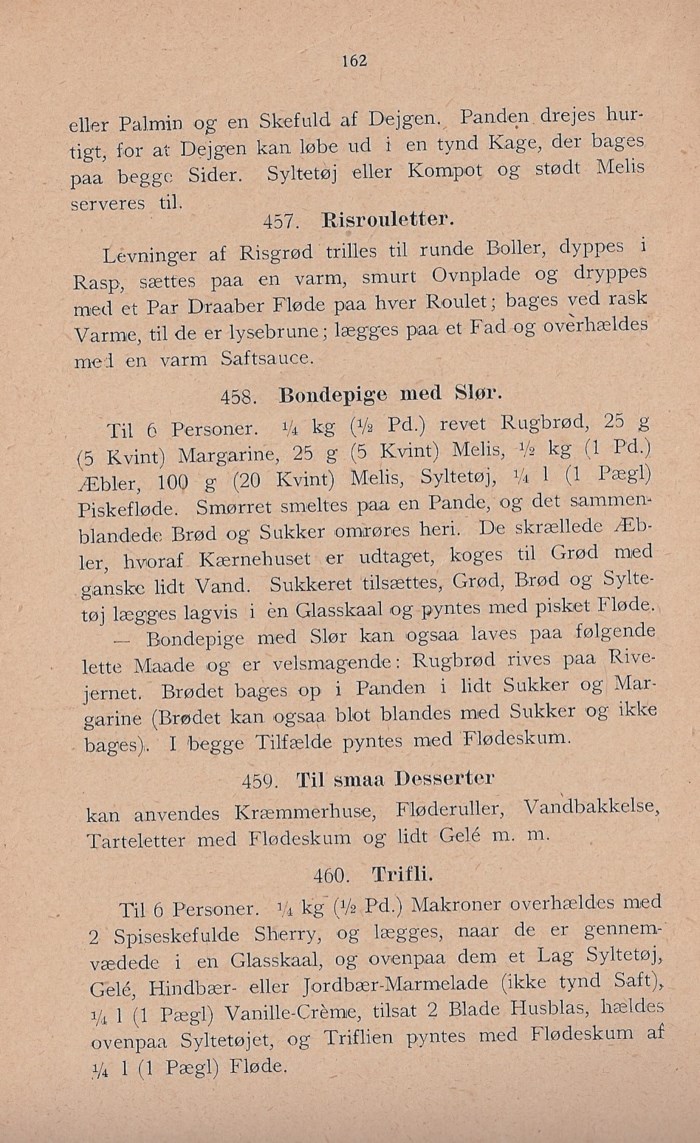 162
eller Palmin og en Skefuld af Dejgen. Panden drejes hur-
tigt, for at Dejgen kan løbe ud i en tynd Kage, der bages
paa begge Sider. Syltetøj eller Kompot og stødt Melis
serveres til.
457. Risrouletter.
Levninger af Risgrød trilles til runde Boller, dyppes i
Rasp, sættes paa en varm, smurt Ovnplade og dryppes
med et Par Draaber Fløde paa hver Roulet; bages ved rask
Varme, til de er lysebrune; lægges paa et Fad og overhældes
med en varm Saftsauce.
458. Bondepige med Slør.
Til 6 Personer. 1/4 kg (1/2 Pd.) revet Rugbrød, 25 g
(5 Kvint) Margarine, 25 g (5 Kvint) Melis, 1/2 kg (1 Pd.)
Æbler, 100 g (20 Kvint) Melis, Syltetøj, 1/4 l (1 Pægl)
Piskefløde. Smørret smeltes paa en Pande, og det sammen-
blandede Brød og Sukker omrøres heri. De skrællede Æb-
ler, hvoraf Kærnehuset er udtaget, koges til Grød med
ganske lidt Vand. Sukkeret tilsættes, Grød, Brød og Sylte-
tøj lægges lagvis i en Glasskaal og pyntes med pisket Fløde.
— Bondepige med Slør kan ogsaa laves paa følgende
lette Maade og er velsmagende: Rugbrød rives paa Rive-
jernet. Brødet bages op i Panden i lidt Sukker og Mar-
garine (Brødet kan ogsaa blot blandes med Sukker og ikke
bages). I begge Tilfælde pyntes med Flødeskum.
459. Til smaa Desserter
kan anvendes Kræmmerhuse, Fløderuller, Vandbakkelse,
Tarteletter med Flødeskum og lidt Gelé m. m.
460. Trifli.
Til 6 Personer. 1/4 kg (1/2 Pd.) Makroner overhældes med
2 Spiseskefulde Sherry, og lægges, naar de er gennem-
vædede i en Glasskaal, og ovenpaa dem et Lag Syltetøj,
Gelé, Hindbær- eller Jordbær-Marmelade (ikke tynd Saft),
1/4 l (1 Pægl) Vanille-Crème, tilsat 2 Blade Husblas, hældes
ovenpaa Syltetøjet, og Triflien pyntes med Flødeskum af
1/4 l (1 Pægl) Fløde.